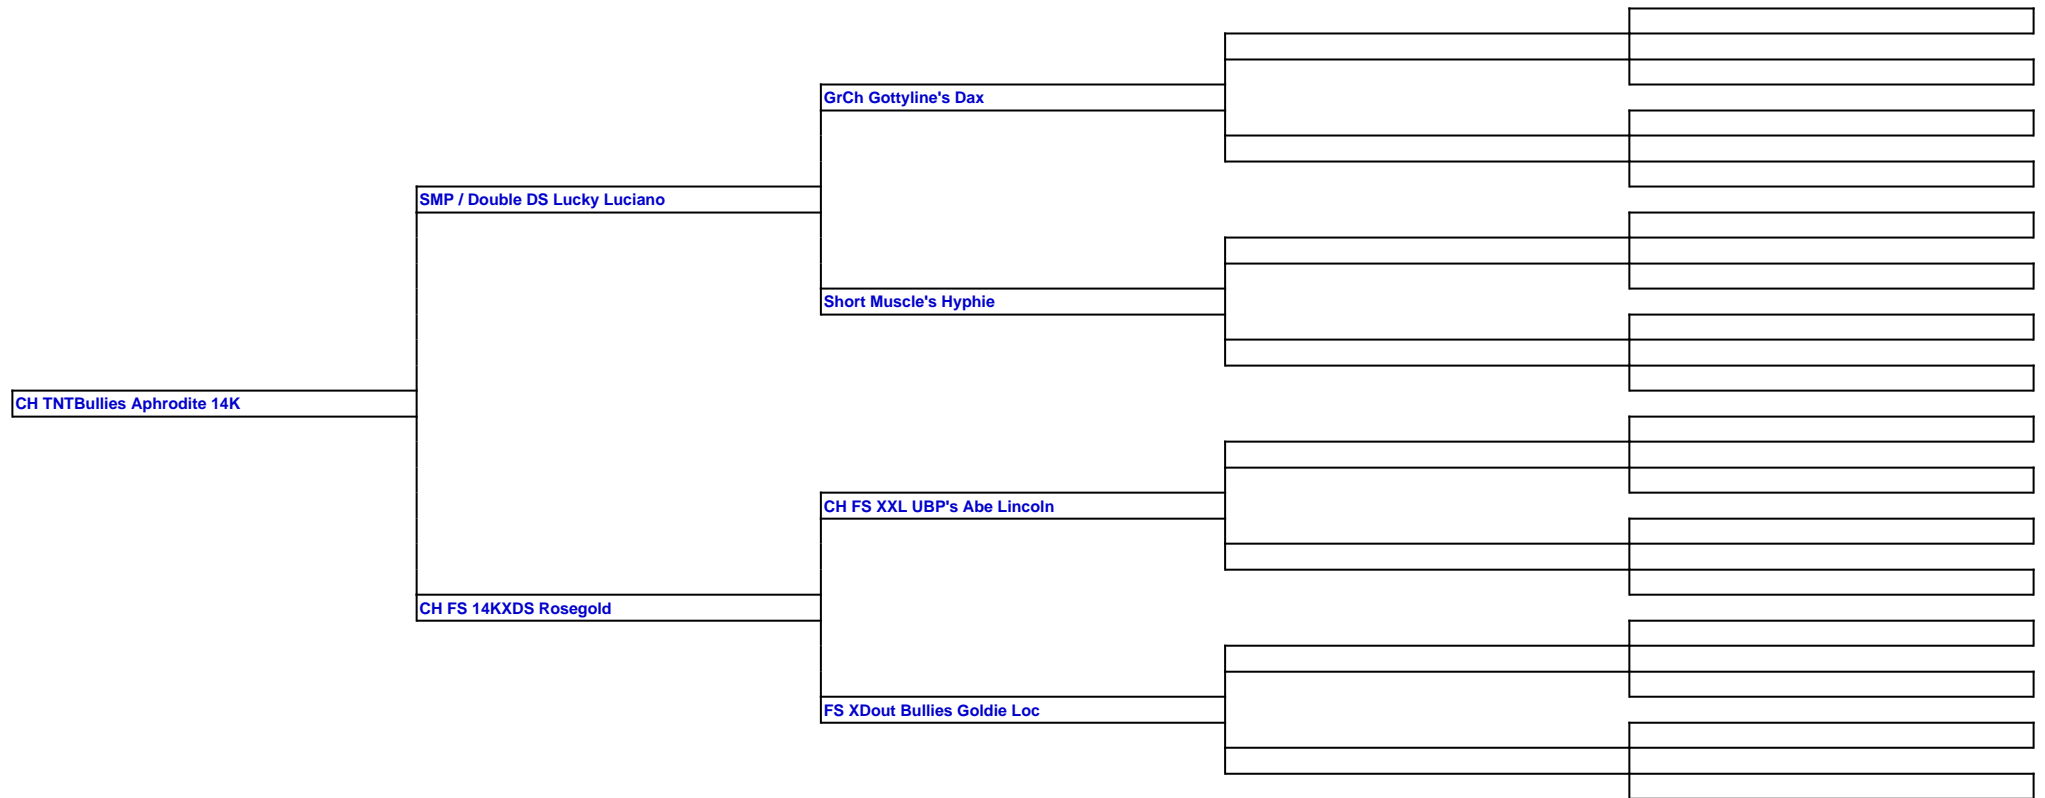 GrCh Gottyline's Dax
SMP / Double DS Lucky Luciano
Short Muscle's Hyphie
CH TNTBullies Aphrodite 14K
CH FS XXL UBP's Abe Lincoln
CH FS 14KXDS Rosegold
FS XDout Bullies Goldie Loc